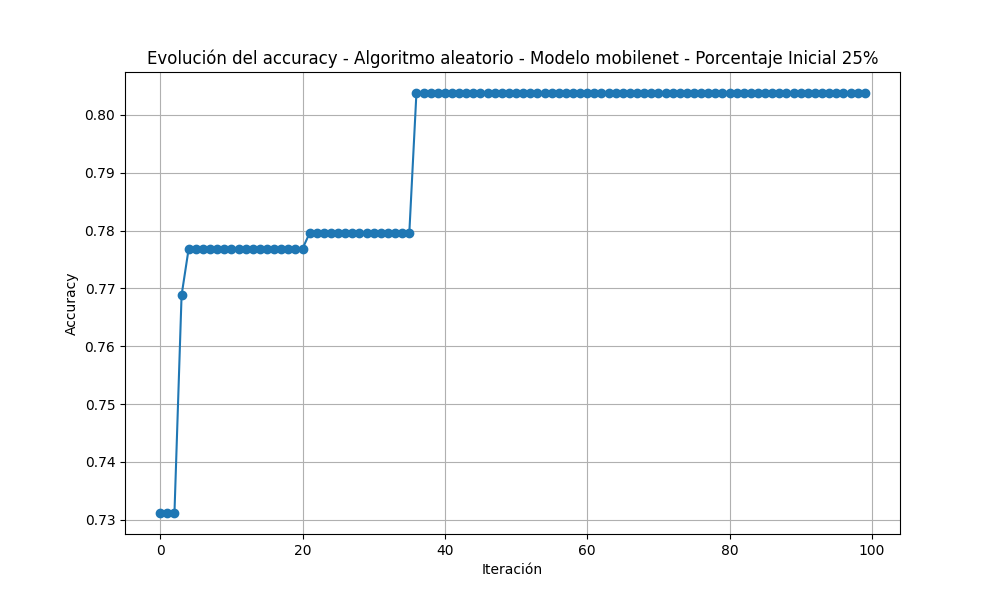 Evolución del accuracy - Algoritmo aleatorio - Modelo mobilenet - Porcentaje Inicial 25%
0.80
0.79
0.78
0.77
0.76
0.75
0.74
0.73
Accuracy
0 20 40 60 80 100
Iteración